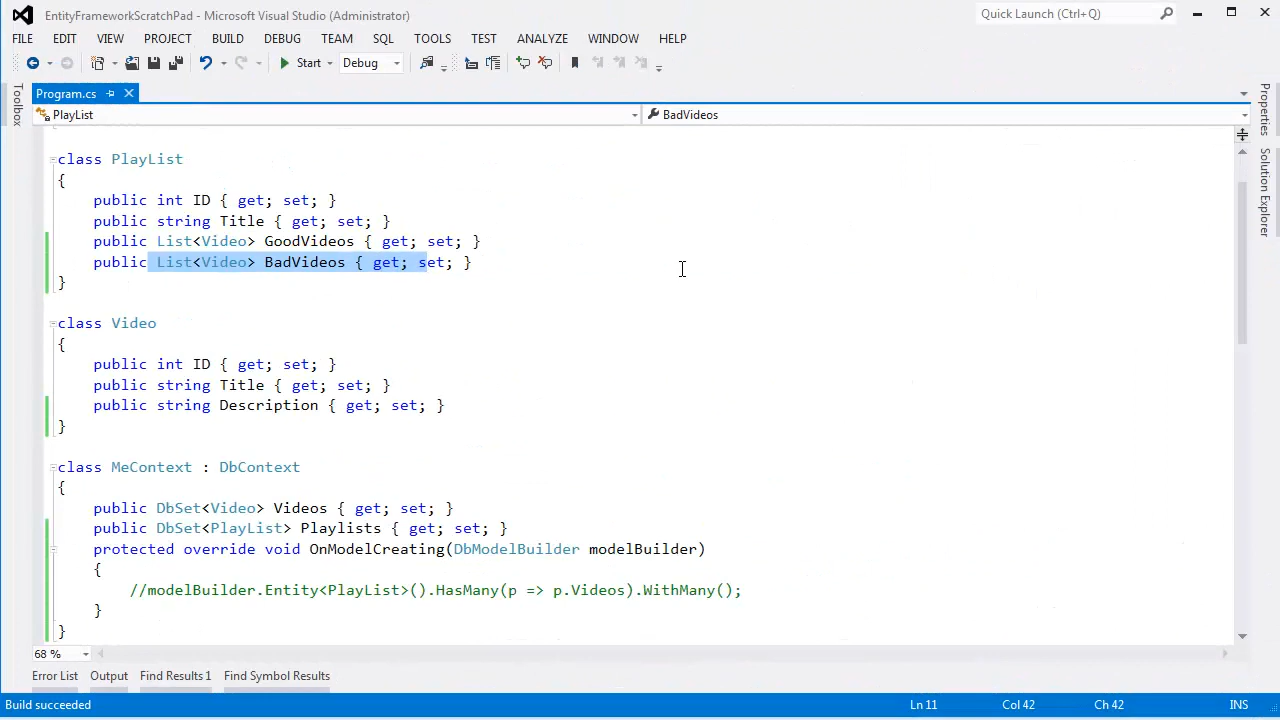 EntityFrameworkScratchPad - Microsoft Visual Studio (Administrator)
Quick Launch (Ctrl+Q)
FILE EDIT VIEW PROJECT BUILD DEBUG TEAM SQL TOOLS TEST ANALYZE WINDOW HELP
Start Debug
Program.cs
PlayList BadVideos
Toolbox
Properties
Solution Explorer
class PlayList
{
public int ID { get; set; }
public string Title { get; set; }
public List<Video> GoodVideos { get; set; }
public List<Video> BadVideos { get; set; }
}
class Video
{
public int ID { get; set; }
public string Title { get; set; }
public string Description { get; set; }
}
class MeContext : DbContext
{
public DbSet<Video> Videos { get; set; }
public DbSet<PlayList> Playlists { get; set; }
protected override void OnModelCreating(DbModelBuilder modelBuilder)
{
//modelBuilder.Entity<PlayList>().HasMany(p => p.Videos).WithMany();
}
}
68 %
Error List Output Find Results 1 Find Symbol Results
Build succeeded Ln 11 Col 42 Ch 42 INS